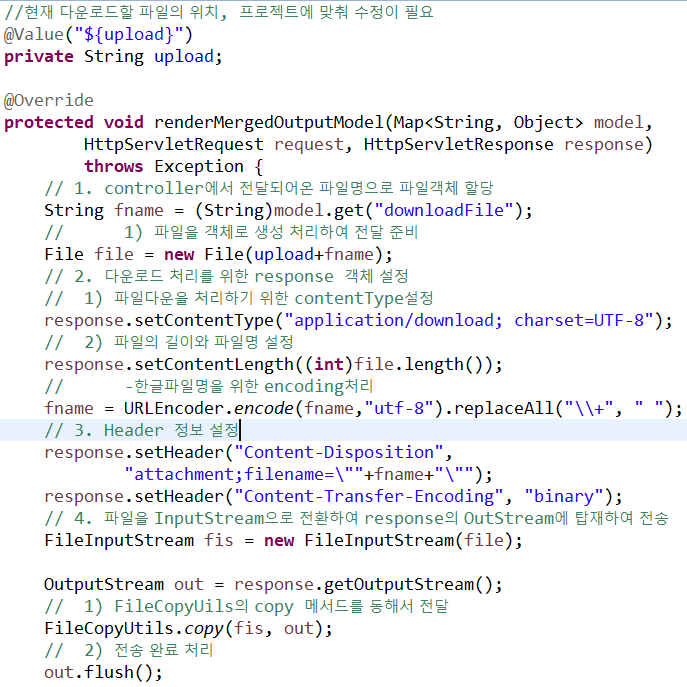 //현재 다운로드할 파일의 위치, 프로젝트에 맞춰 수정이 필요
@Value("${upload}")
private String upload;

@Override
protected void renderMergedOutputModel(Map<String, Object> model,
        HttpServletRequest request, HttpServletResponse response)
        throws Exception {
    // 1. controller에서 전달되어온 파일명으로 파일객체 할당
    String fname = (String)model.get("downloadFile");
    //      1) 파일을 객체로 생성 처리하여 전달 준비
    File file = new File(upload+fname);
    // 2. 다운로드 처리를 위한 response 객체 설정
    //  1) 파일다운을 처리하기 위한 contentType설정
    response.setContentType("application/download; charset=UTF-8");
    //  2) 파일의 길이와 파일명 설정
    response.setContentLength((int)file.length());
    //      -한글파일명을 위한 encoding처리
    fname = URLEncoder.encode(fname,"utf-8").replaceAll("\\+", " ");
    // 3. Header 정보 설정
    response.setHeader("Content-Disposition",
            "attachment;filename=\""+fname+"\"");
    response.setHeader("Content-Transfer-Encoding", "binary");
    // 4. 파일을 InputStream으로 전환하여 response의 OutStream에 탑재하여 전송
    FileInputStream fis = new FileInputStream(file);

    OutputStream out = response.getOutputStream();
    //  1) FileCopyUils의 copy 메서드를 동해서 전달
    FileCopyUtils.copy(fis, out);
    //  2) 전송 완료 처리
    out.flush();